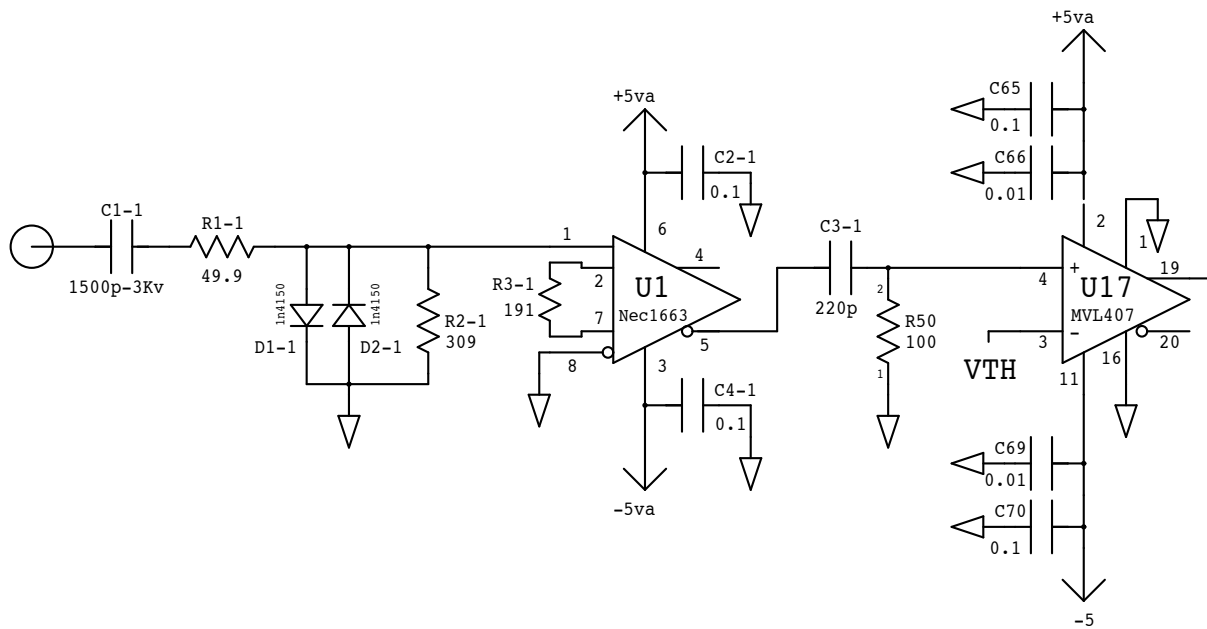 +5va
C65
0.1
C66
0.01
2
1
+5va
C2-1
0.1
6
C1-1
1500p-3Kv
R1-1
49.9
1
2
R3-1
191
7
8
U1
Nec1663
4
5
3
1n4150
D1-1
1n4150
D2-1
R2-1
309
C4-1
0.1
-5va
C3-1
220p
2
R50
100
1
4
+
U17
MVL407
-
3
VTH
19
20
16
11
C69
0.01
C70
0.1
-5